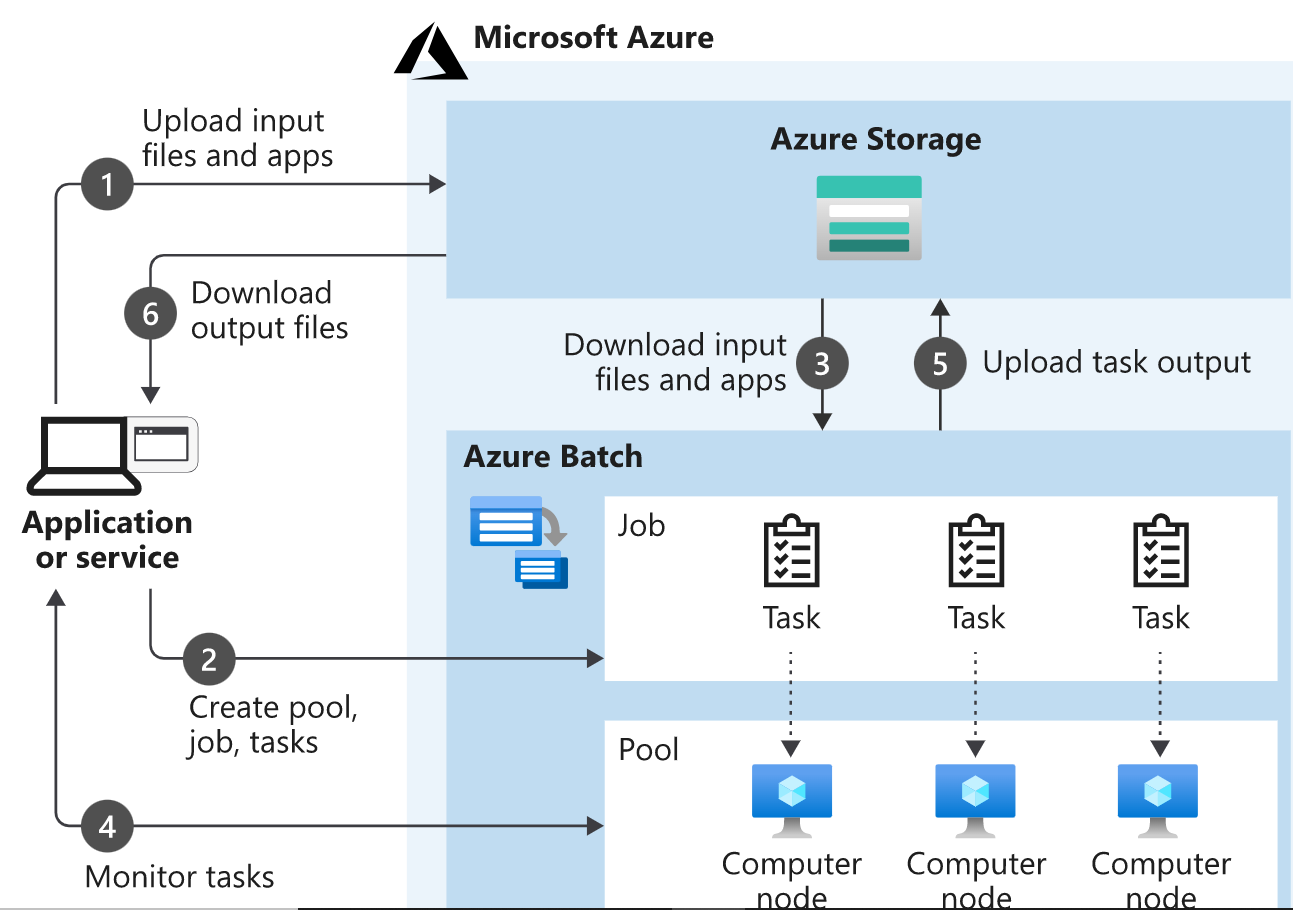 Microsoft Azure
Upload input
files and apps
1
Azure Storage
6
Download
output files
Download input
files and apps
3
5
Upload task output
Application
or service
Azure Batch
Job
Task
Task
Task
2
Create pool,
job, tasks
Pool
4
Monitor tasks
Computer
node
Computer
node
Computer
node